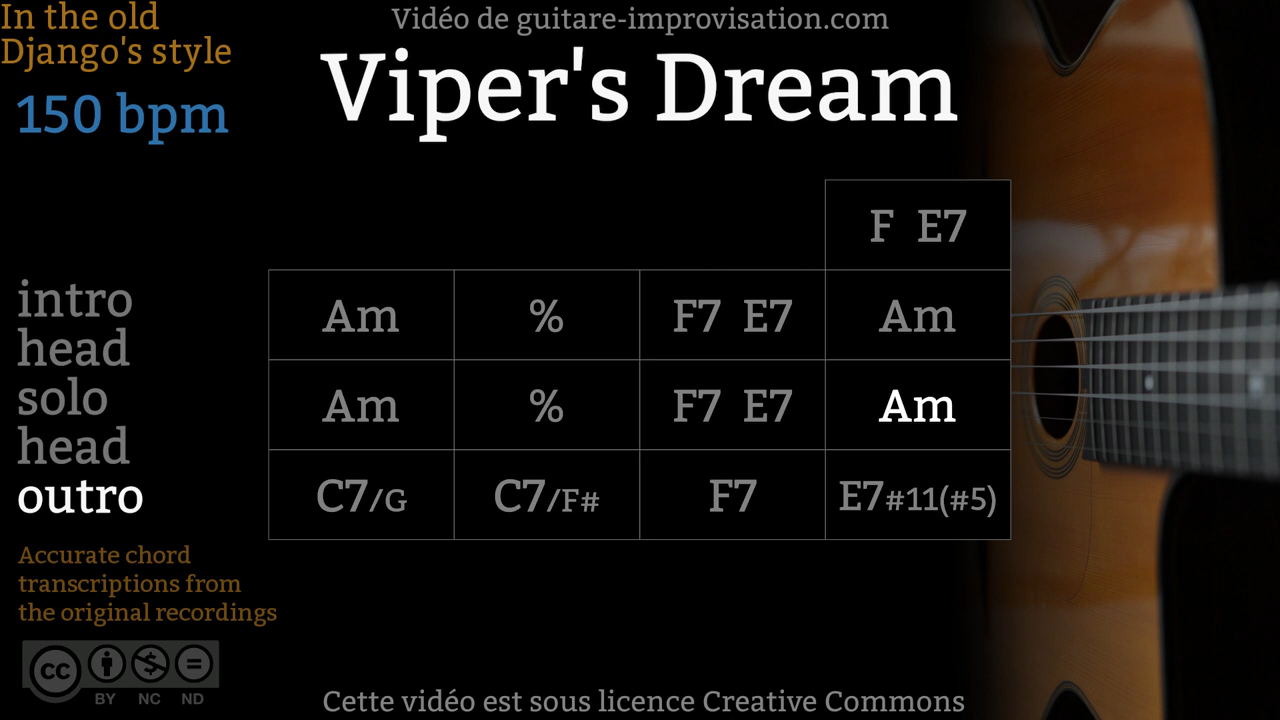 In the old
Django's style
150 bpm
Vidéo de guitare-improvisation.com
Viper's Dream
F E7
intro
head
solo
head
outro
Am % F7 E7 Am
Am % F7 E7 Am
C7/G C7/F# F7 E7#11(#5)
Accurate chord
transcriptions from
the original recordings
cc
BY NC ND
Cette vidéo est sous licence Creative Commons